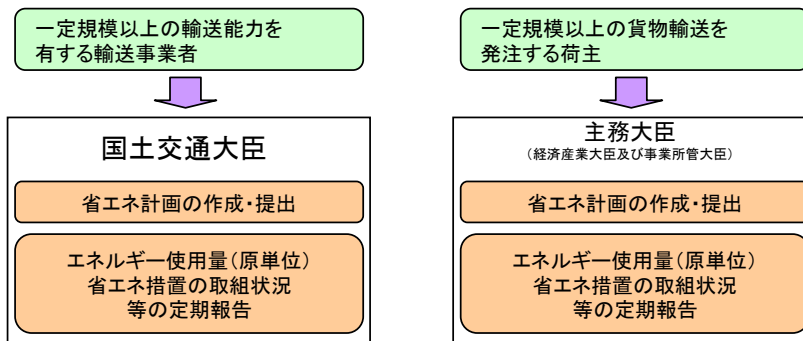 一定規模以上の輸送能力を
有する輸送事業者
国土交通大臣
省エネ計画の作成・提出
エネルギー使用量（原単位）
省エネ措置の取組状況
等の定期報告
一定規模以上の貨物輸送を
発注する荷主
主務大臣
（経済産業大臣及び事業所管大臣）
省エネ計画の作成・提出
エネルギー使用量（原単位）
省エネ措置の取組状況
等の定期報告